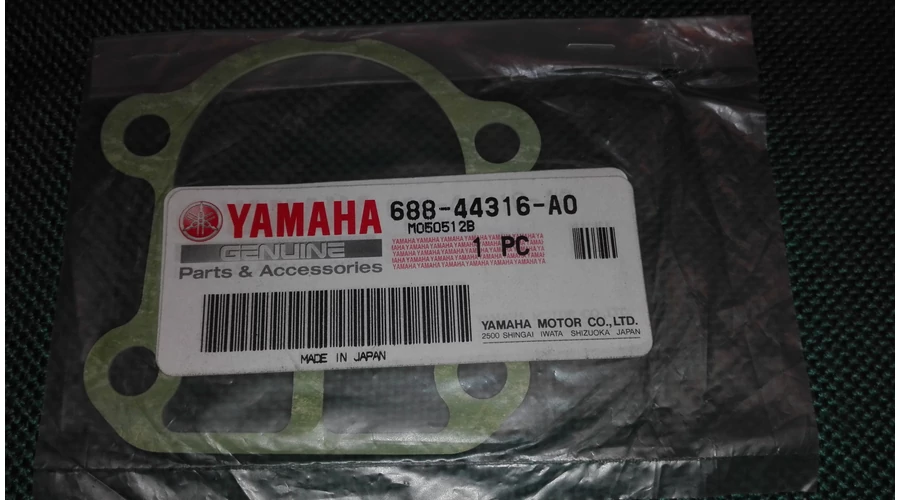 YAMAHA 688-44316-A0
M050512B
GENUINE
1 PC
Parts & Accessories
YAMAHA MOTOR CO.,LTD.
2500 SHINGAI IWATA SHIZUOKA JAPAN
MADE IN JAPAN